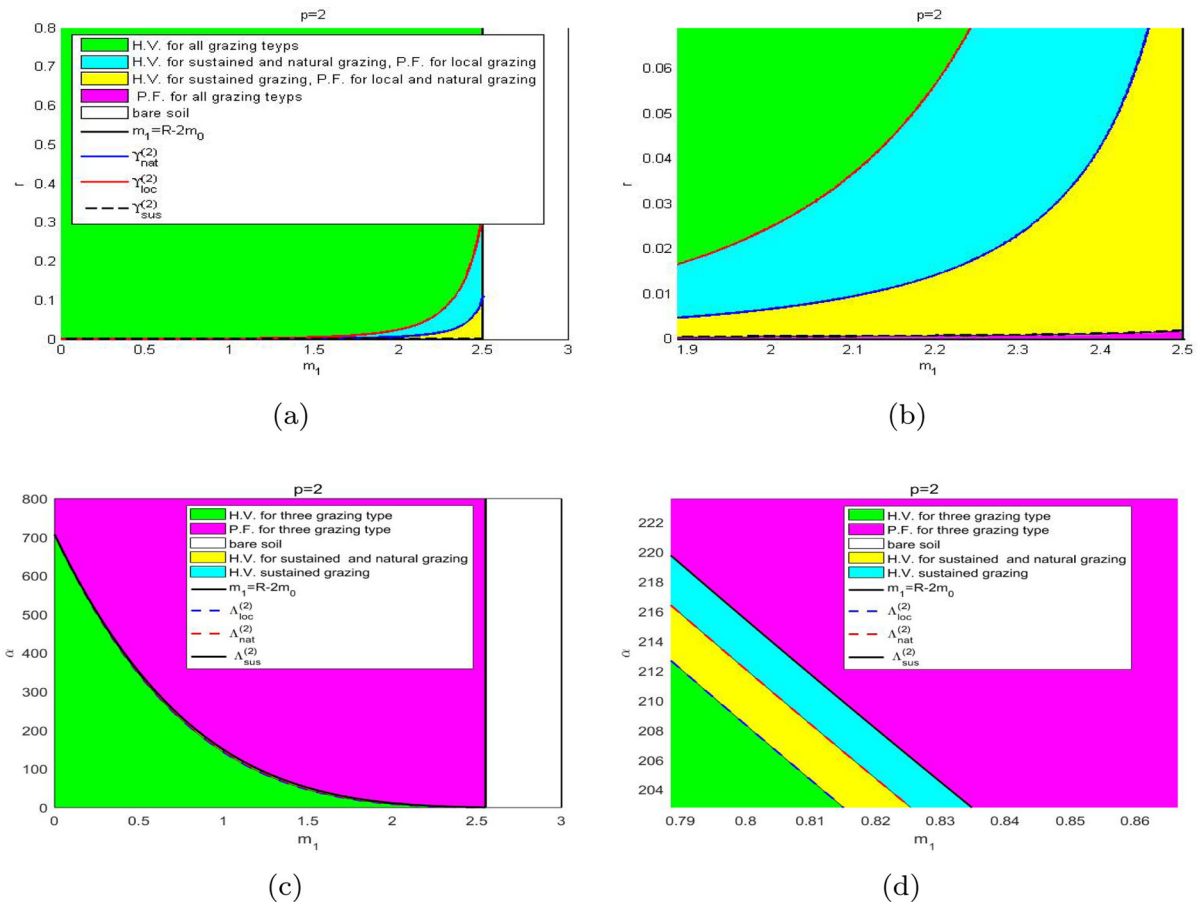 p=2
0.8
0.7
0.6
0.5
0.4
0.3
0.2
0.1
0
r
H.V. for all grazing teyps
H.V. for sustained and natural grazing, P.F. for local grazing
H.V. for sustained grazing, P.F. for local and natural grazing
P.F. for all grazing teyps
bare soil
m₁=R-2m₀
ϒ_nat^(2)
ϒ_loc^(2)
ϒ_sus^(2)
0 0.5 1 1.5 2 2.5 3
m₁
(a)
p=2
0.06
0.05
0.04
0.03
0.02
0.01
0
r
1.9 2 2.1 2.2 2.3 2.4 2.5
m₁
(b)
p=2
800
700
600
500
400
300
200
100
0
α
H.V. for three grazing type
P.F. for three grazing type
bare soil
H.V. for sustained and natural grazing
H.V. sustained grazing
m₁=R-2m₀
Λ_loc^(2)
Λ_nat^(2)
Λ_sus^(2)
0 0.5 1 1.5 2 2.5 3
m₁
(c)
p=2
222
220
218
216
214
212
210
208
206
204
α
H.V. for three grazing type
P.F. for three grazing type
bare soil
H.V. for sustained and natural grazing
H.V. sustained grazing
m₁=R-2m₀
Λ_loc^(2)
Λ_nat^(2)
Λ_sus^(2)
0.79 0.8 0.81 0.82 0.83 0.84 0.85 0.86
m₁
(d)